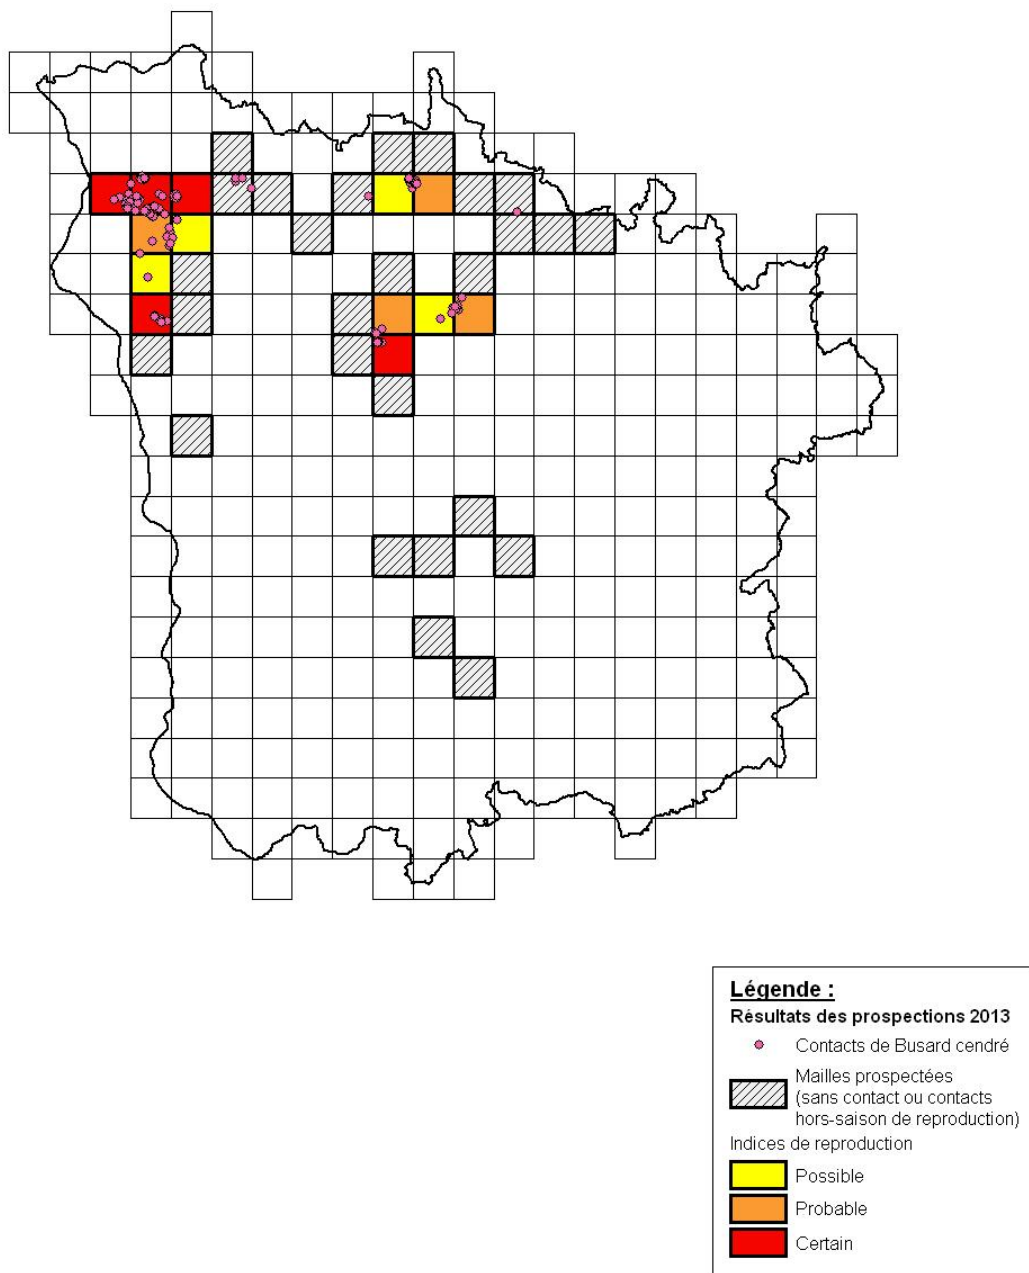 Légende :
Résultats des prospections 2013
Contacts de Busard cendré
Mailles prospectées
(sans contact ou contacts
hors-saison de reproduction)
Indices de reproduction
Possible
Probable
Certain